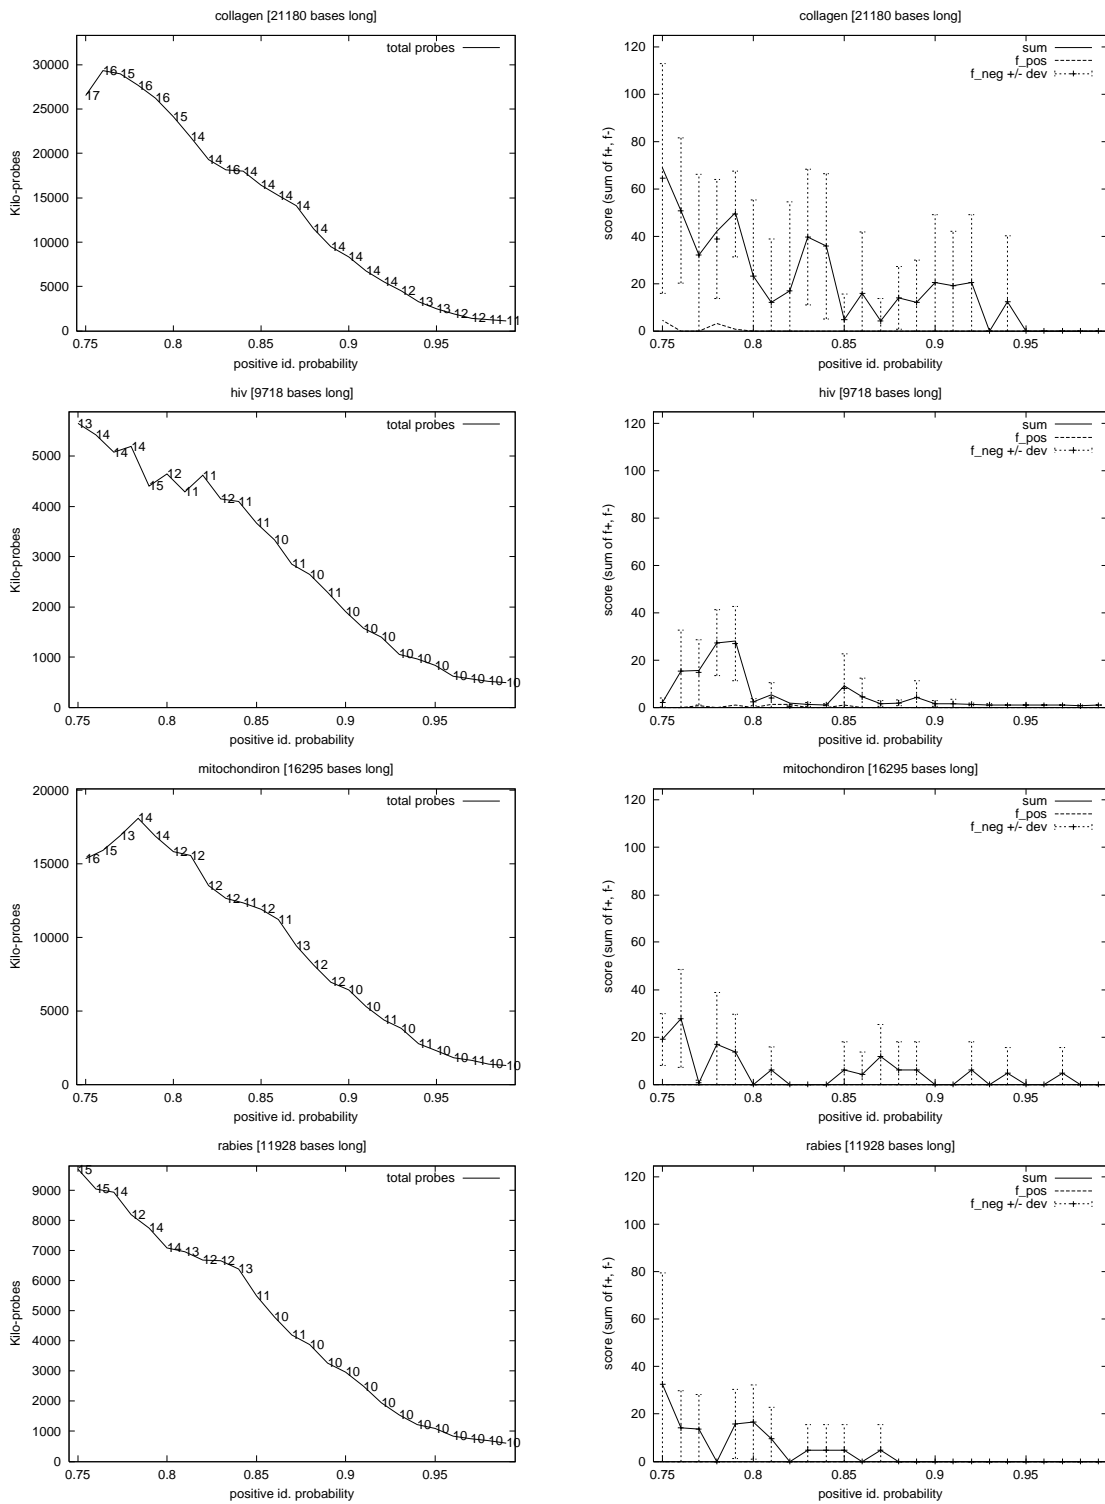 collagen [21180 bases long]
total probes
Kilo-probes
30000
25000
20000
15000
10000
5000
0
17 16 15 16 16 15 14 14 16 14 14 14 14 14 14 14 14 14 12 13 13 12 12 11 11
0.75 0.8 0.85 0.9 0.95
positive id. probability
collagen [21180 bases long]
sum
f_pos
f_neg +/- dev
score (sum of f+, f-)
120
100
80
60
40
20
0
0.75 0.8 0.85 0.9 0.95
positive id. probability
hiv [9718 bases long]
total probes
Kilo-probes
5000
4000
3000
2000
1000
0
13 14 14 14 15 12 11 11 12 11 11 10 11 10 11 10 10 10 10 10 10 10 10 10 10
0.75 0.8 0.85 0.9 0.95
positive id. probability
hiv [9718 bases long]
sum
f_pos
f_neg +/- dev
score (sum of f+, f-)
120
100
80
60
40
20
0
0.75 0.8 0.85 0.9 0.95
positive id. probability
mitochondiron [16295 bases long]
total probes
Kilo-probes
20000
15000
10000
5000
0
16 15 13 14 14 12 12 12 12 11 12 11 13 12 12 10 10 11 10 11 10 10 11 10 10
0.75 0.8 0.85 0.9 0.95
positive id. probability
mitochondiron [16295 bases long]
sum
f_pos
f_neg +/- dev
score (sum of f+, f-)
120
100
80
60
40
20
0
0.75 0.8 0.85 0.9 0.95
positive id. probability
rabies [11928 bases long]
total probes
Kilo-probes
9000
8000
7000
6000
5000
4000
3000
2000
1000
0
15 15 14 12 14 14 13 12 12 13 11 10 11 10 10 10 10 10 10 10 10 10 10 10 10
0.75 0.8 0.85 0.9 0.95
positive id. probability
rabies [11928 bases long]
sum
f_pos
f_neg +/- dev
score (sum of f+, f-)
120
100
80
60
40
20
0
0.75 0.8 0.85 0.9 0.95
positive id. probability